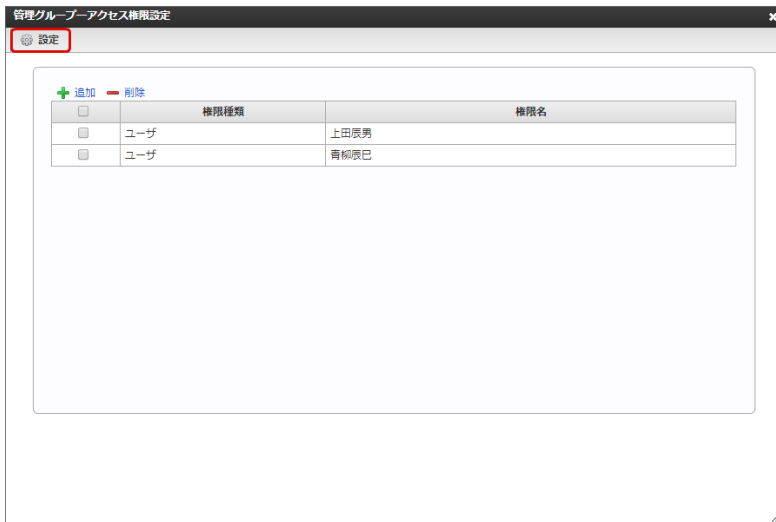 管理グループ―アクセス権限設定
設定
追加 削除
権限種類 権限名
ユーザ 上田辰男
ユーザ 青柳辰巳